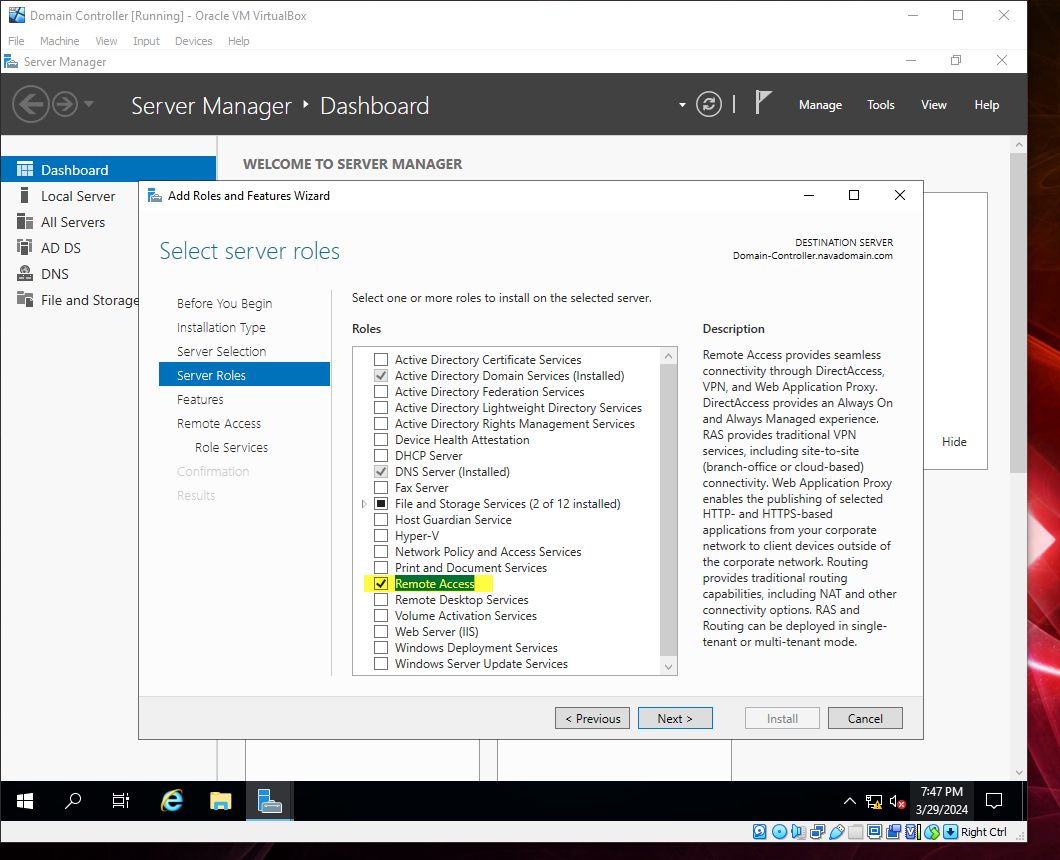 Domain Controller [Running] - Oracle VM VirtualBox
File Machine View Input Devices Help
Server Manager
Server Manager Dashboard
Manage Tools View Help
Dashboard
Local Server
All Servers
AD DS
DNS
File and Storage
WELCOME TO SERVER MANAGER
Hide
Add Roles and Features Wizard
Select server roles
DESTINATION SERVER
Domain-Controller.navadomain.com
Before You Begin
Installation Type
Server Selection
Server Roles
Features
Remote Access
Role Services
Confirmation
Results
Select one or more roles to install on the selected server.
Roles
Active Directory Certificate Services
Active Directory Domain Services (Installed)
Active Directory Federation Services
Active Directory Lightweight Directory Services
Active Directory Rights Management Services
Device Health Attestation
DHCP Server
DNS Server (Installed)
Fax Server
File and Storage Services (2 of 12 installed)
Host Guardian Service
Hyper-V
Network Policy and Access Services
Print and Document Services
Remote Access
Remote Desktop Services
Volume Activation Services
Web Server (IIS)
Windows Deployment Services
Windows Server Update Services
Description
Remote Access provides seamless
connectivity through DirectAccess,
VPN, and Web Application Proxy.
DirectAccess provides an Always On
and Always Managed experience.
RAS provides traditional VPN
services, including site-to-site
(branch-office or cloud-based)
connectivity. Web Application Proxy
enables the publishing of selected
HTTP- and HTTPS-based
applications from your corporate
network to client devices outside of
the corporate network. Routing
provides traditional routing
capabilities, including NAT and other
connectivity options. RAS and
Routing can be deployed in single-
tenant or multi-tenant mode.
< Previous Next > Install Cancel
7:47 PM
3/29/2024
Right Ctrl